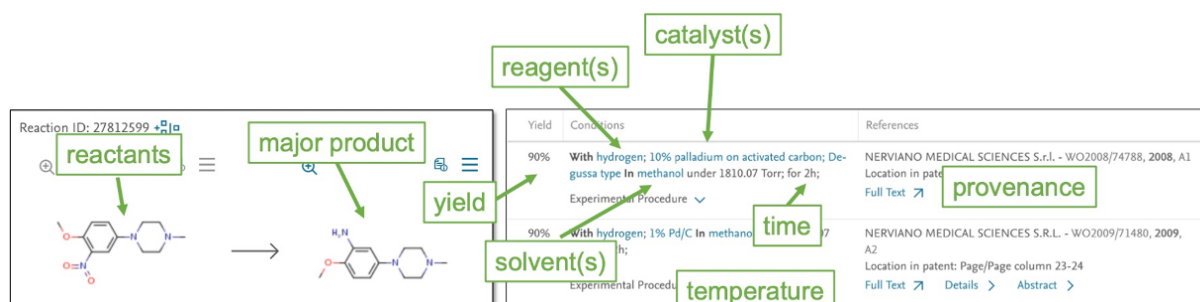 catalyst(s)
reagent(s)
Reaction ID: 27812599
reactants
major product
N
N
O
N
O
O
NH₂
N
N
O
Yield Conditions References
90% With hydrogen; 10% palladium on activated carbon; De-
gussa type In methanol under 1810.07 Torr; for 2h;
Experimental Procedure
NERVIANO MEDICAL SCIENCES S.r.l. - WO2008/74788, 2008, A1
Location in
Full Text
provenance
yield
time
solvent(s)
90% With hydrogen; 1% Pd/C In 07
h;
Experimental
temperature
NERVIANO MEDICAL SCIENCES S.R.L. - WO2009/71480, 2009,
A2
Location in patent: Page/Page column 23-24
Full Text Details Abstract